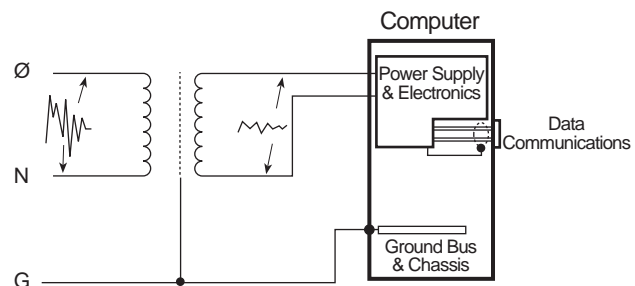 Computer
Ø
Power Supply
& Electronics
Data
Communications
N
Ground Bus
& Chassis
G